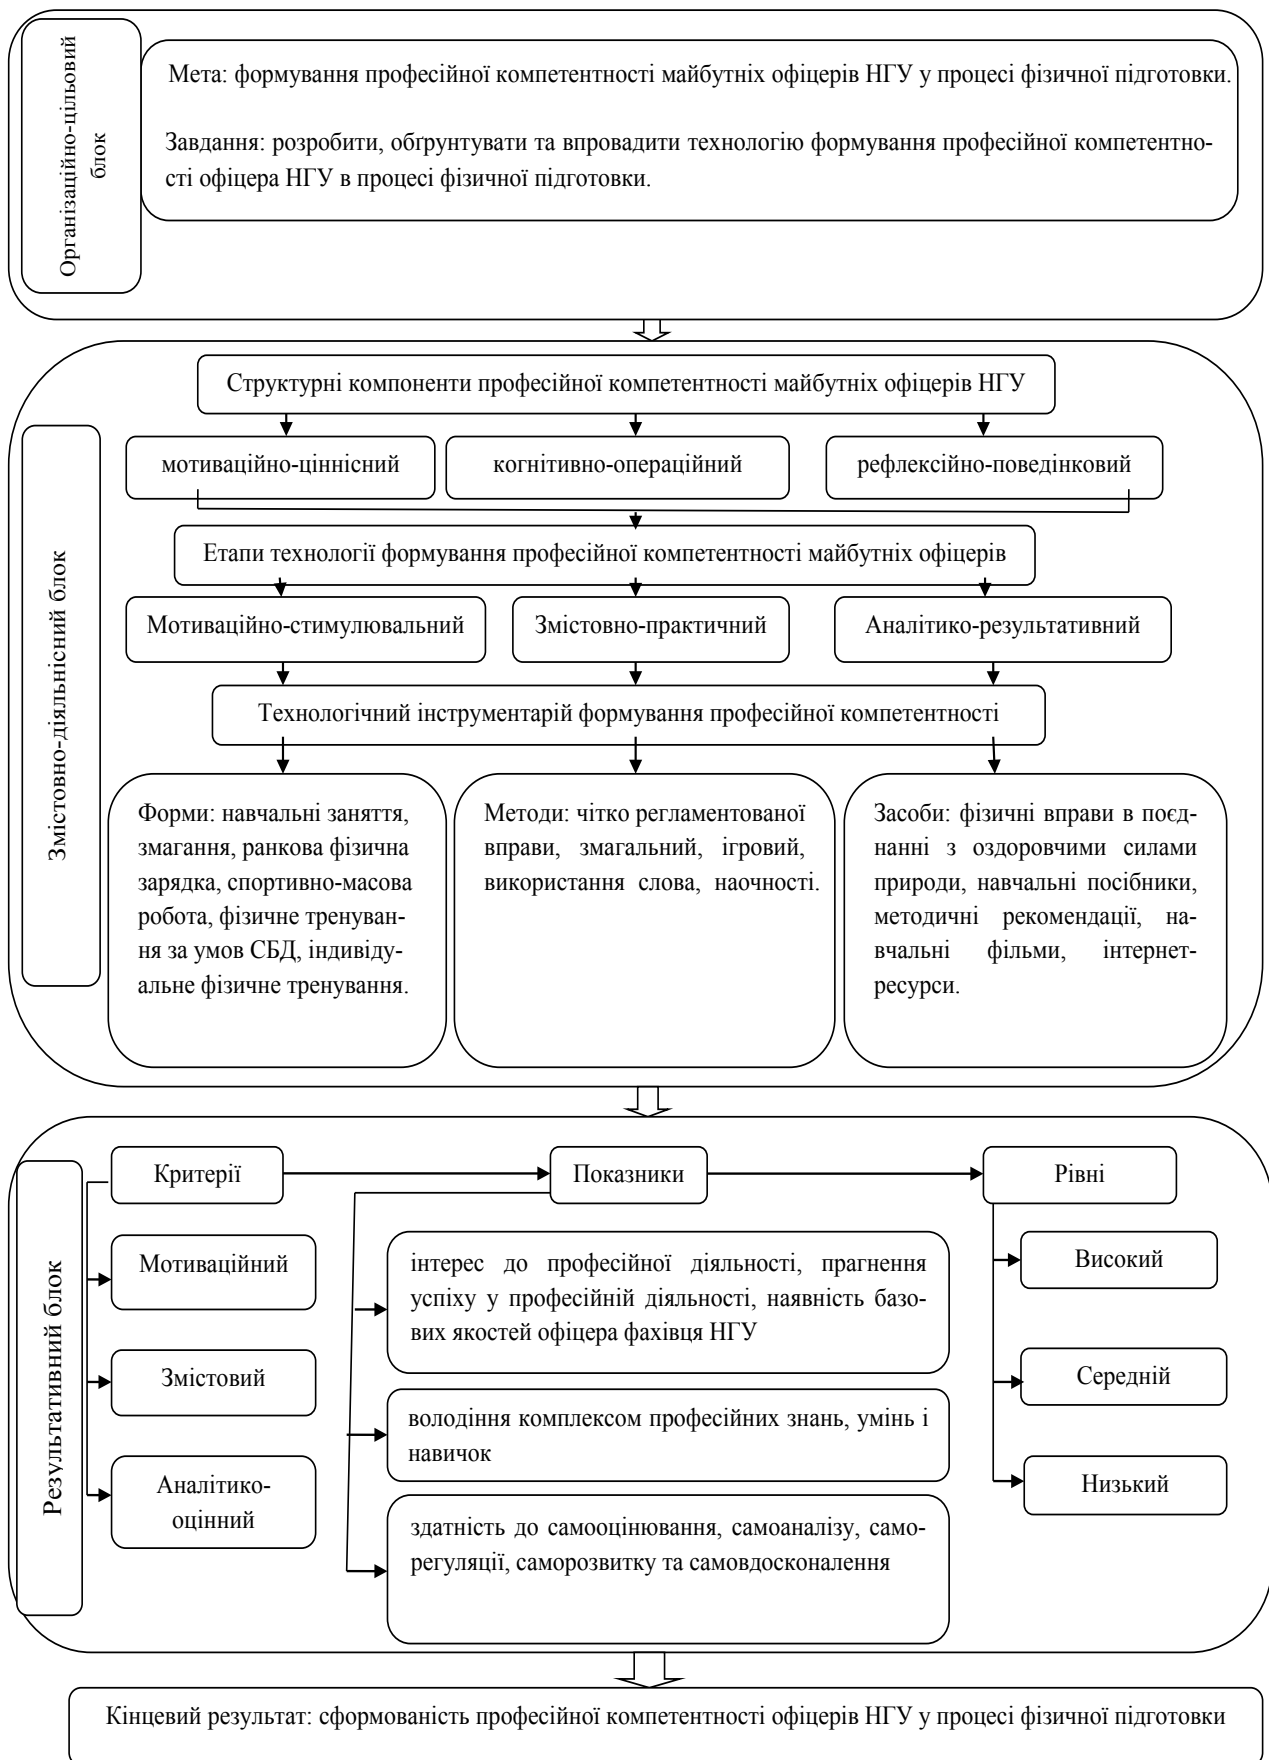 Організаційно-цільовий
блок
Мета: формування професійної компетентності майбутніх офіцерів НГУ у процесі фізичної підготовки.
Завдання: розробити, обґрунтувати та впровадити технологію формування професійної компетентно-
сті офіцера НГУ в процесі фізичної підготовки.
Змістовно-діяльнісний блок
Структурні компоненти професійної компетентності майбутніх офіцерів НГУ
мотиваційно-ціннісний
когнітивно-операційний
рефлексійно-поведінковий
Етапи технології формування професійної компетентності майбутніх офіцерів
Мотиваційно-стимулювальний
Змістовно-практичний
Аналітико-результативний
Технологічний інструментарій формування професійної компетентності
Форми: навчальні заняття,
змагання, ранкова фізична
зарядка, спортивно-масова
робота, фізичне тренуван-
ня за умов СБД, індивіду-
альне фізичне тренування.
Методи: чітко регламентованої
вправи, змагальний, ігровий,
використання слова, наочності.
Засоби: фізичні вправи в поєд-
нанні з оздоровчими силами
природи, навчальні посібники,
методичні рекомендації, на-
вчальні фільми, інтернет-
ресурси.
Результативний блок
Критерії
Показники
Рівні
Мотиваційний
Змістовий
Аналітико-
оцінний
інтерес до професійної діяльності, прагнення
успіху у професійній діяльності, наявність базо-
вих якостей офіцера фахівця НГУ
володіння комплексом професійних знань, умінь і
навичок
здатність до самооцінювання, самоаналізу, само-
регуляції, саморозвитку та самовдосконалення
Високий
Середній
Низький
Кінцевий результат: сформованість професійної компетентності офіцерів НГУ у процесі фізичної підготовки